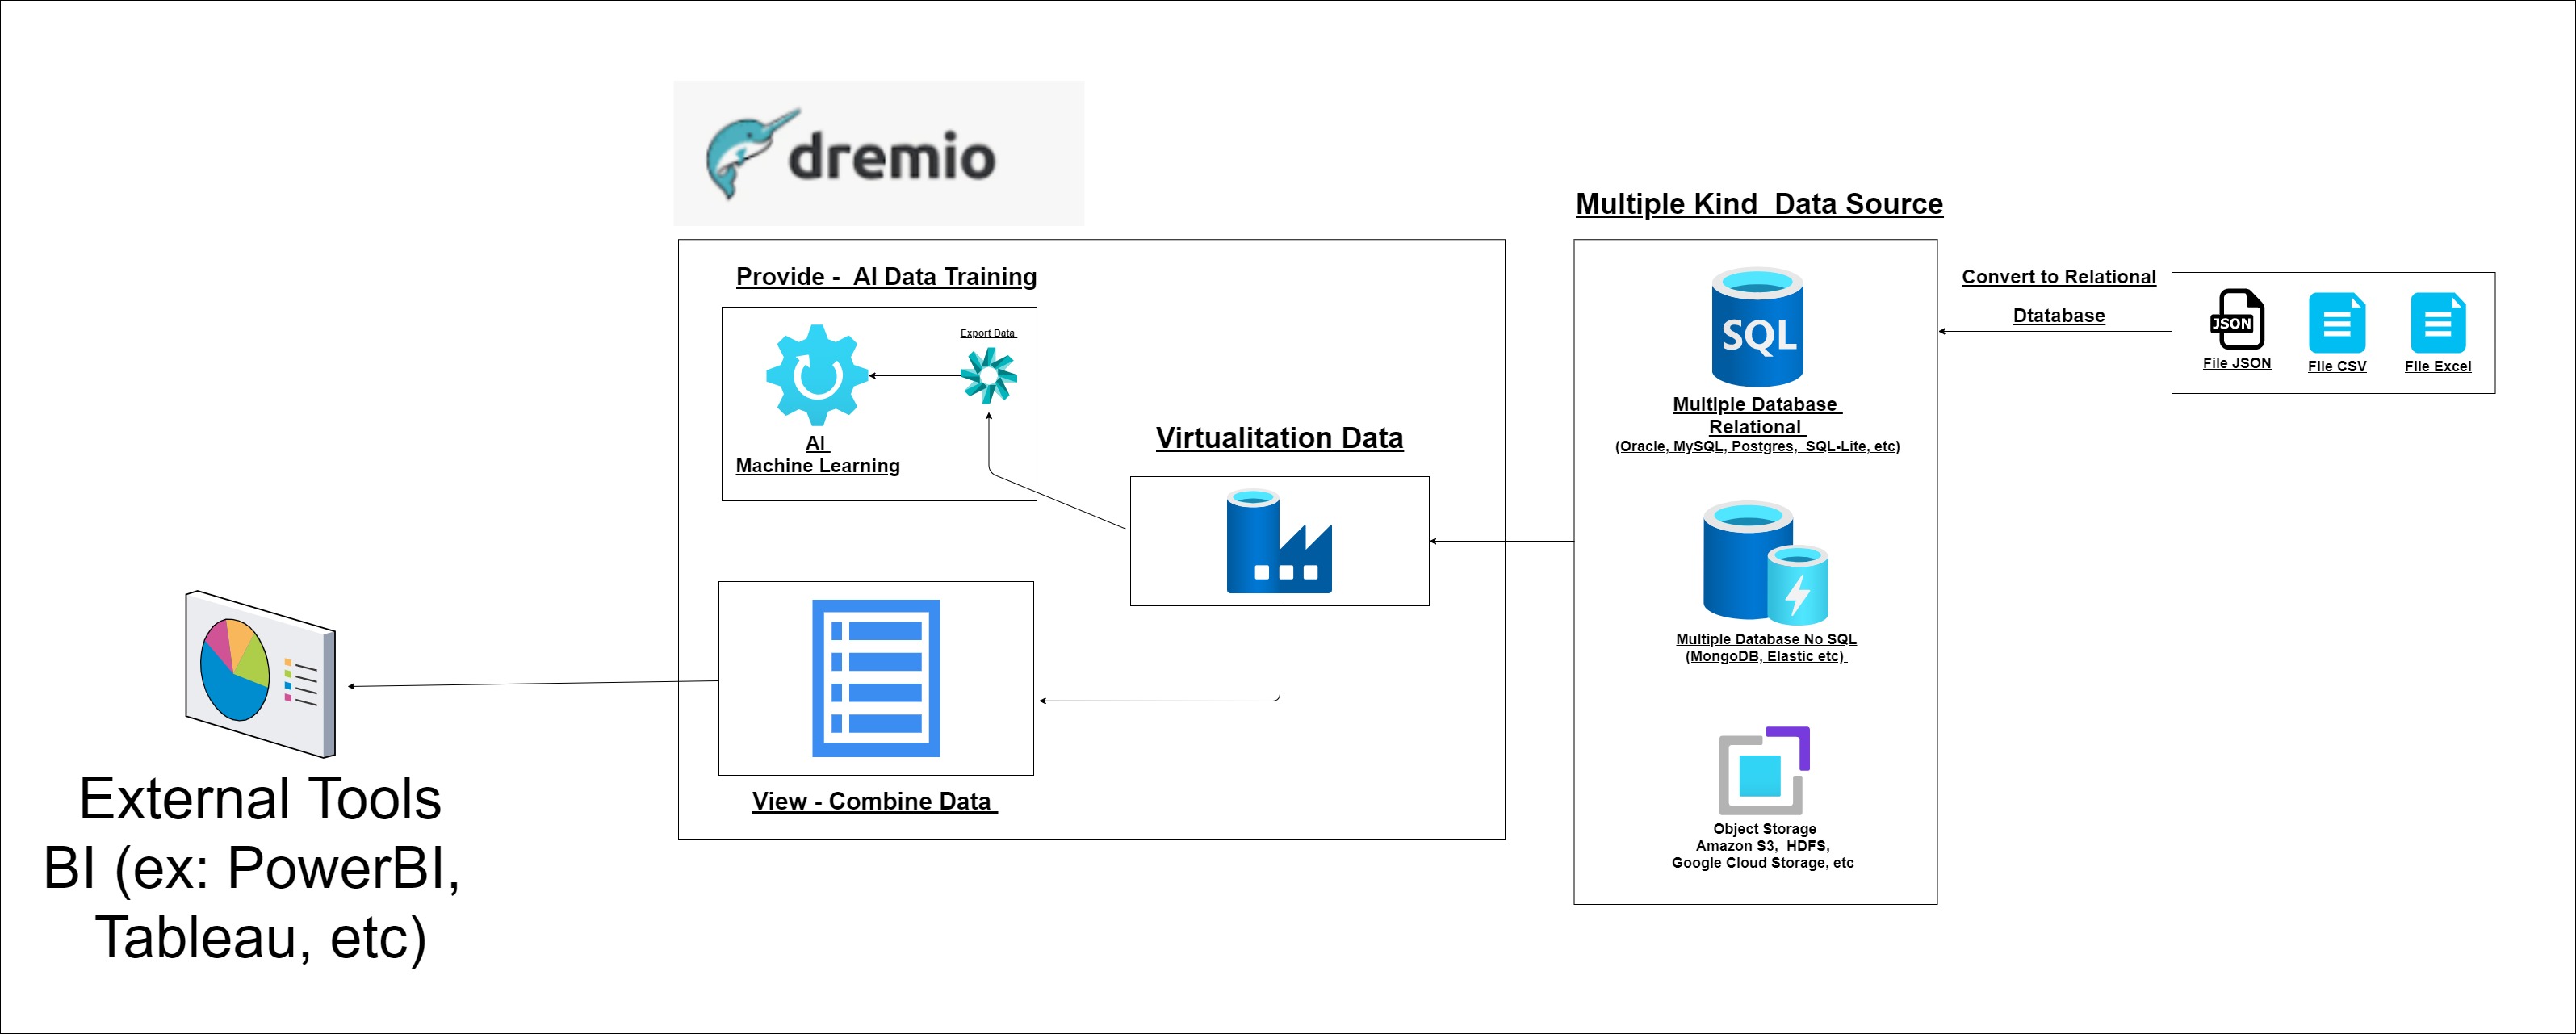 dremio
Multiple Kind  Data Source
Provide -  AI Data Training
Export Data
AI
Machine Learning
Virtualitation Data
View - Combine Data
SQL
Multiple Database
Relational
(Oracle, MySQL, Postgres,  SQL-Lite, etc)
Multiple Database No SQL
(MongoDB, Elastic etc)
Object Storage
Amazon S3,  HDFS,
Google Cloud Storage, etc
Convert to Relational
Dtatabase
JSON
File JSON
FIle CSV
FIle Excel
External Tools
BI (ex: PowerBI,
Tableau, etc)